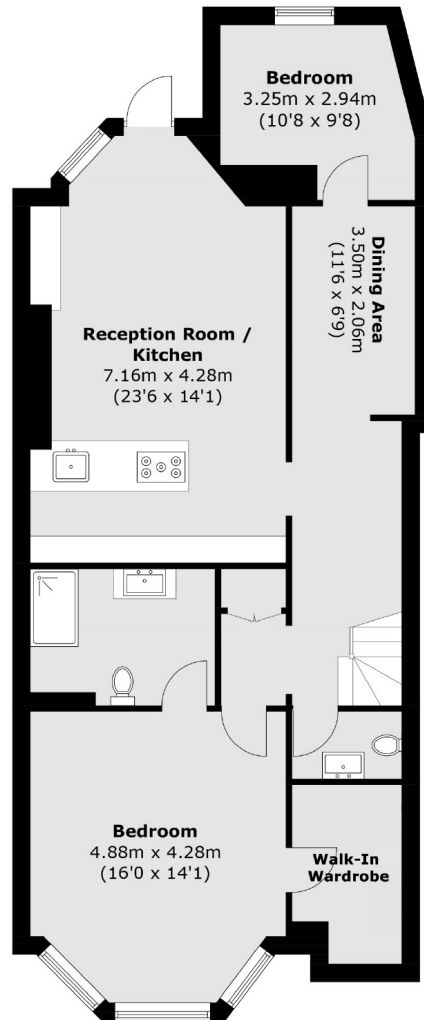 Bedroom
3.25m x 2.94m
(10'8 x 9'8)
Dining Area
3.50m x 2.06m
(11'6 x 6'9)
Reception Room /
Kitchen
7.16m x 4.28m
(23'6 x 14'1)
Bedroom
4.88m x 4.28m
(16'0 x 14'1)
Walk-In
Wardrobe